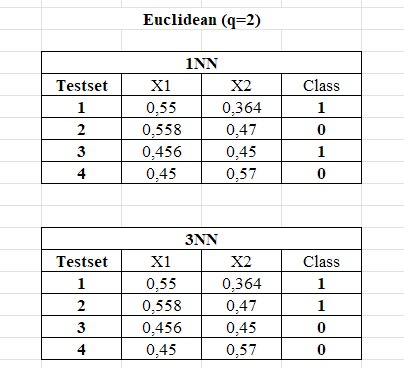 Euclidean (q=2)
1NN
Testset X1 X2 Class
1 0,55 0,364 1
2 0,558 0,47 0
3 0,456 0,45 1
4 0,45 0,57 0
3NN
Testset X1 X2 Class
1 0,55 0,364 1
2 0,558 0,47 1
3 0,456 0,45 0
4 0,45 0,57 0